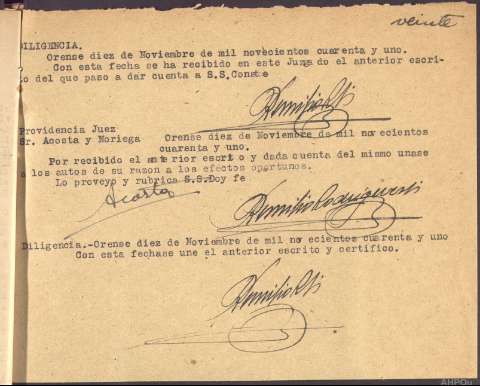 veinte
DILIGENCIA.
Orense diez de Noviembre de mil novecientos cuarenta y uno.
Con esta fecha se ha recibido en este Juzgado el anterior escri-
to del que paso a dar cuenta a S.S. Conste
Providencia Juez
Sr. Acosta y Noriega Orense diez de Noviembre de mil novecientos
cuarenta y uno.
Por recibido el anterior escrito y dada cuenta del mismo unase
a los autos de su razon a los efectos oportunos.
Lo proveyo y rubrica S.S. Doy fe
Acosta
Diligencia.-Orense diez de Noviembre de mil novecientos cuarenta y uno
Con esta fechase une el anterior escrito y certifico.
AHPOu